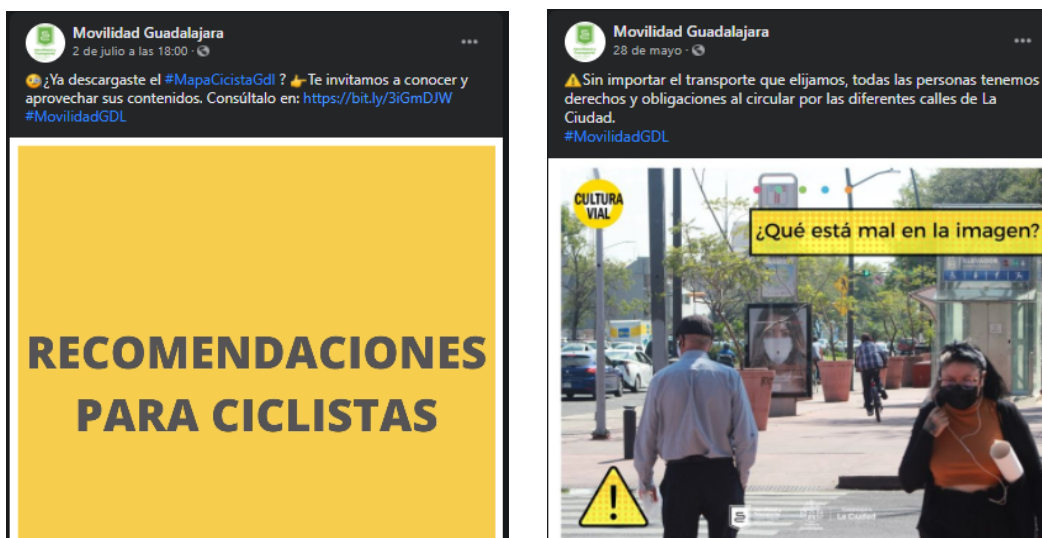 Movilidad Guadalajara
2 de julio a las 18:00 ·
¿Ya descargaste el #MapaCicistaGdl ? Te invitamos a conocer y
aprovechar sus contenidos. Consúltalo en: https://bit.ly/3iGmDJW
#MovilidadGDL
RECOMENDACIONES
PARA CICLISTAS
Movilidad Guadalajara
28 de mayo ·
Sin importar el transporte que elijamos, todas las personas tenemos
derechos y obligaciones al circular por las diferentes calles de La
Ciudad.
#MovilidadGDL
CULTURA
VIAL
¿Qué está mal en la imagen?
La Ciudad